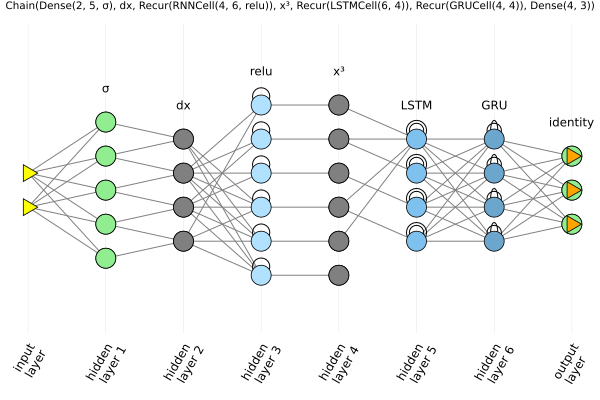 Chain(Dense(2, 5, σ), dx, Recur(RNNCell(4, 6, relu)), x³, Recur(LSTMCell(6, 4)), Recur(GRUCell(4, 4)), Dense(4, 3))
σ
dx
relu
x³
LSTM
GRU
identity
input
layer
hidden
layer 1
hidden
layer 2
hidden
layer 3
hidden
layer 4
hidden
layer 5
hidden
layer 6
output
layer